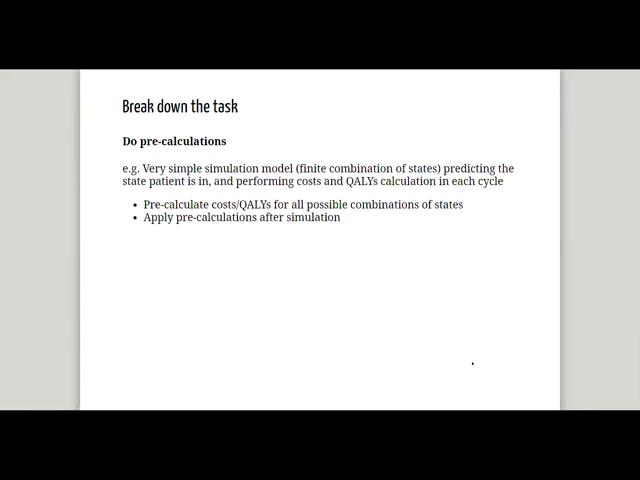 Break down the task
Do pre-calculations
e.g. Very simple simulation model (finite combination of states) predicting the
state patient is in, and performing costs and QALYs calculation in each cycle
• Pre-calculate costs/QALYs for all possible combinations of states
• Apply pre-calculations after simulation